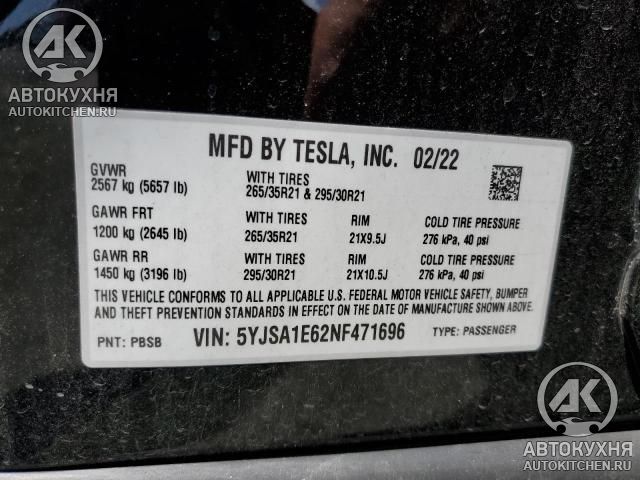 AK
АВТОКУХНЯ
AUTOKITCHEN.RU
MFD BY TESLA, INC. 02/22
GVWR
2567 kg (5657 lb)
WITH TIRES
265/35R21 & 295/30R21
GAWR FRT
1200 kg (2645 lb)
WITH TIRES
265/35R21
RIM
21X9.5J
COLD TIRE PRESSURE
276 kPa, 40 psi
GAWR RR
1450 kg (3196 lb)
WITH TIRES
295/30R21
RIM
21X10.5J
COLD TIRE PRESSURE
276 kPa, 40 psi
THIS VEHICLE CONFORMS TO ALL APPLICABLE U.S. FEDERAL MOTOR VEHICLE SAFETY, BUMPER
AND THEFT PREVENTION STANDARDS IN EFFECT ON THE DATE OF MANUFACTURE SHOWN ABOVE.
PNT: PBSB VIN: 5YJSA1E62NF471696 TYPE: PASSENGER
AK
АВТОКУХНЯ
AUTOKITCHEN.RU